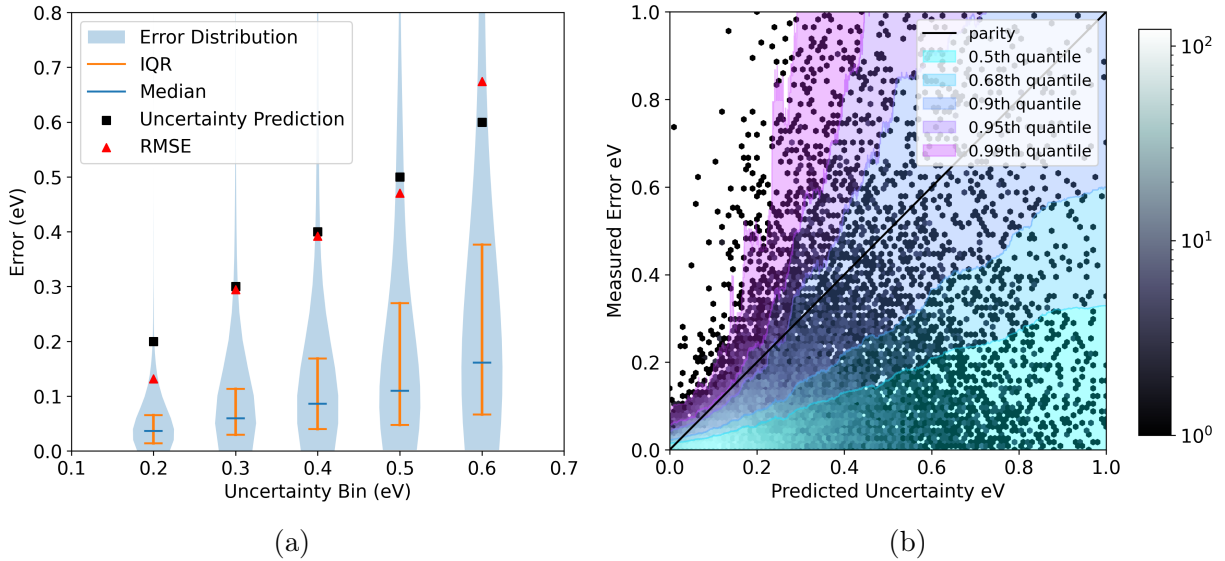 0.8
0.7
0.6
0.5
0.4
0.3
0.2
0.1
0.0
Error (eV)
Error Distribution
IQR
Median
Uncertainty Prediction
RMSE
0.1 0.2 0.3 0.4 0.5 0.6 0.7
Uncertainty Bin (eV)
(a)
1.0
0.8
0.6
0.4
0.2
0.0
Measured Error eV
parity
0.5th quantile
0.68th quantile
0.9th quantile
0.95th quantile
0.99th quantile
0.0 0.2 0.4 0.6 0.8 1.0
Predicted Uncertainty eV
10²
10¹
10⁰
(b)